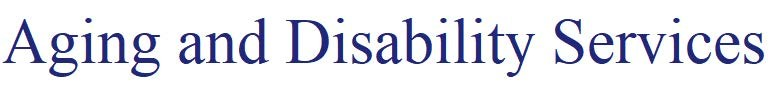 Aging and Disability Services